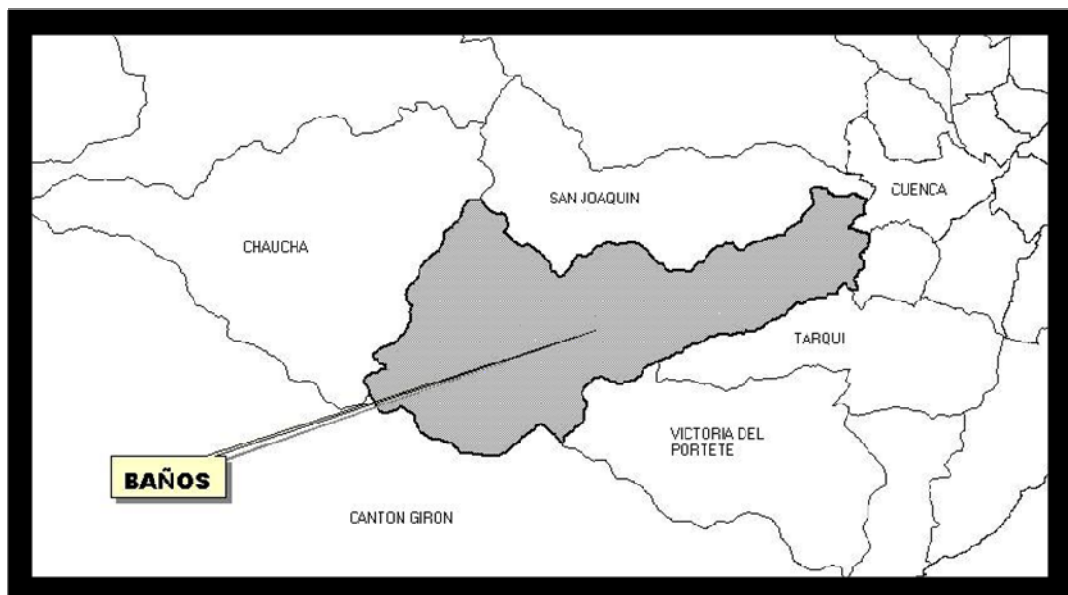 CUENCA
SAN JOAQUIN
CHAUCHA
TARQUI
VICTORIA DEL
PORTETE
BAÑOS
CANTON GIRON